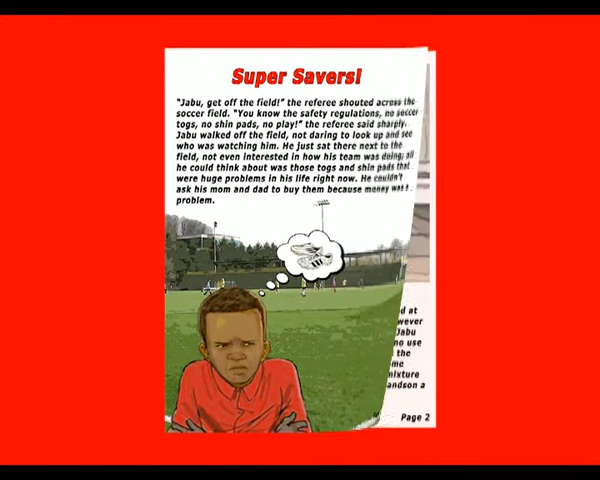 Super Savers!
"Jabu, get off the field!" the referee shouted across the
soccer field. "You know the safety regulations, no soccer
togs, no shin pads, no play!" the referee said sharply.
Jabu walked off the field, not daring to look up and see
who was watching him. He just sat there next to the
field, not even interested in how his team was doing; all
he could think about was those togs and shin pads that
were huge problems in his life right now. He couldn't
ask his mom and dad to buy them because money was a
problem.
d at
wever
Jabu
no use
the
me
mixture
andson a
Page 2